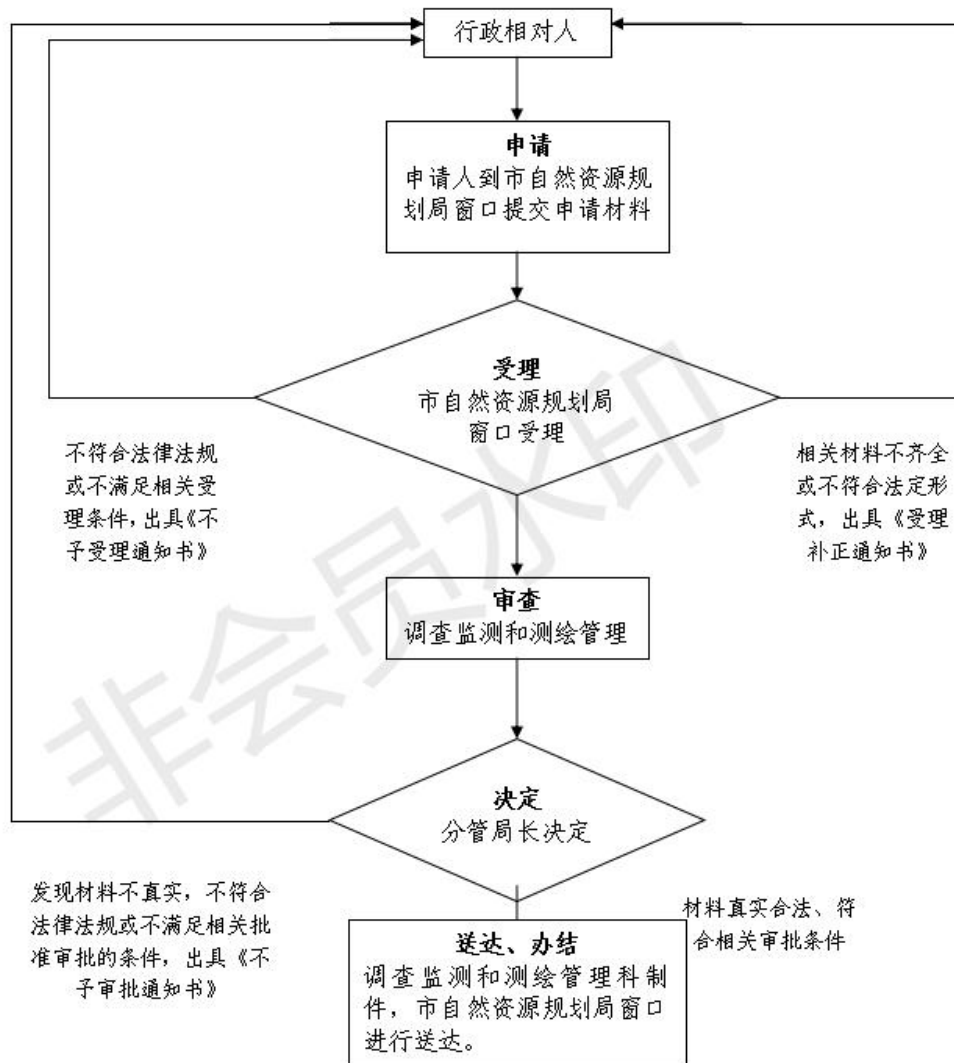 行政相对人
申请
申请人到市自然资源规
划局窗口提交申请材料
受理
市自然资源规划局
窗口受理
不符合法律法规
或不满足相关受
理条件,出具《不
予受理通知书》
相关材料不齐全
或不符合法定形
式，出具《受理
补正通知书》
审查
调查监测和测绘管理
决定
分管局长决定
发现材料不真实，不符合
法律法规或不满足相关批
准审批的条件，出具《不
予审批通知书》
材料真实合法、符
合相关审批条件
送达、办结
调查监测和测绘管理科制
件，市自然资源规划局窗口
进行送达。
非会员水印